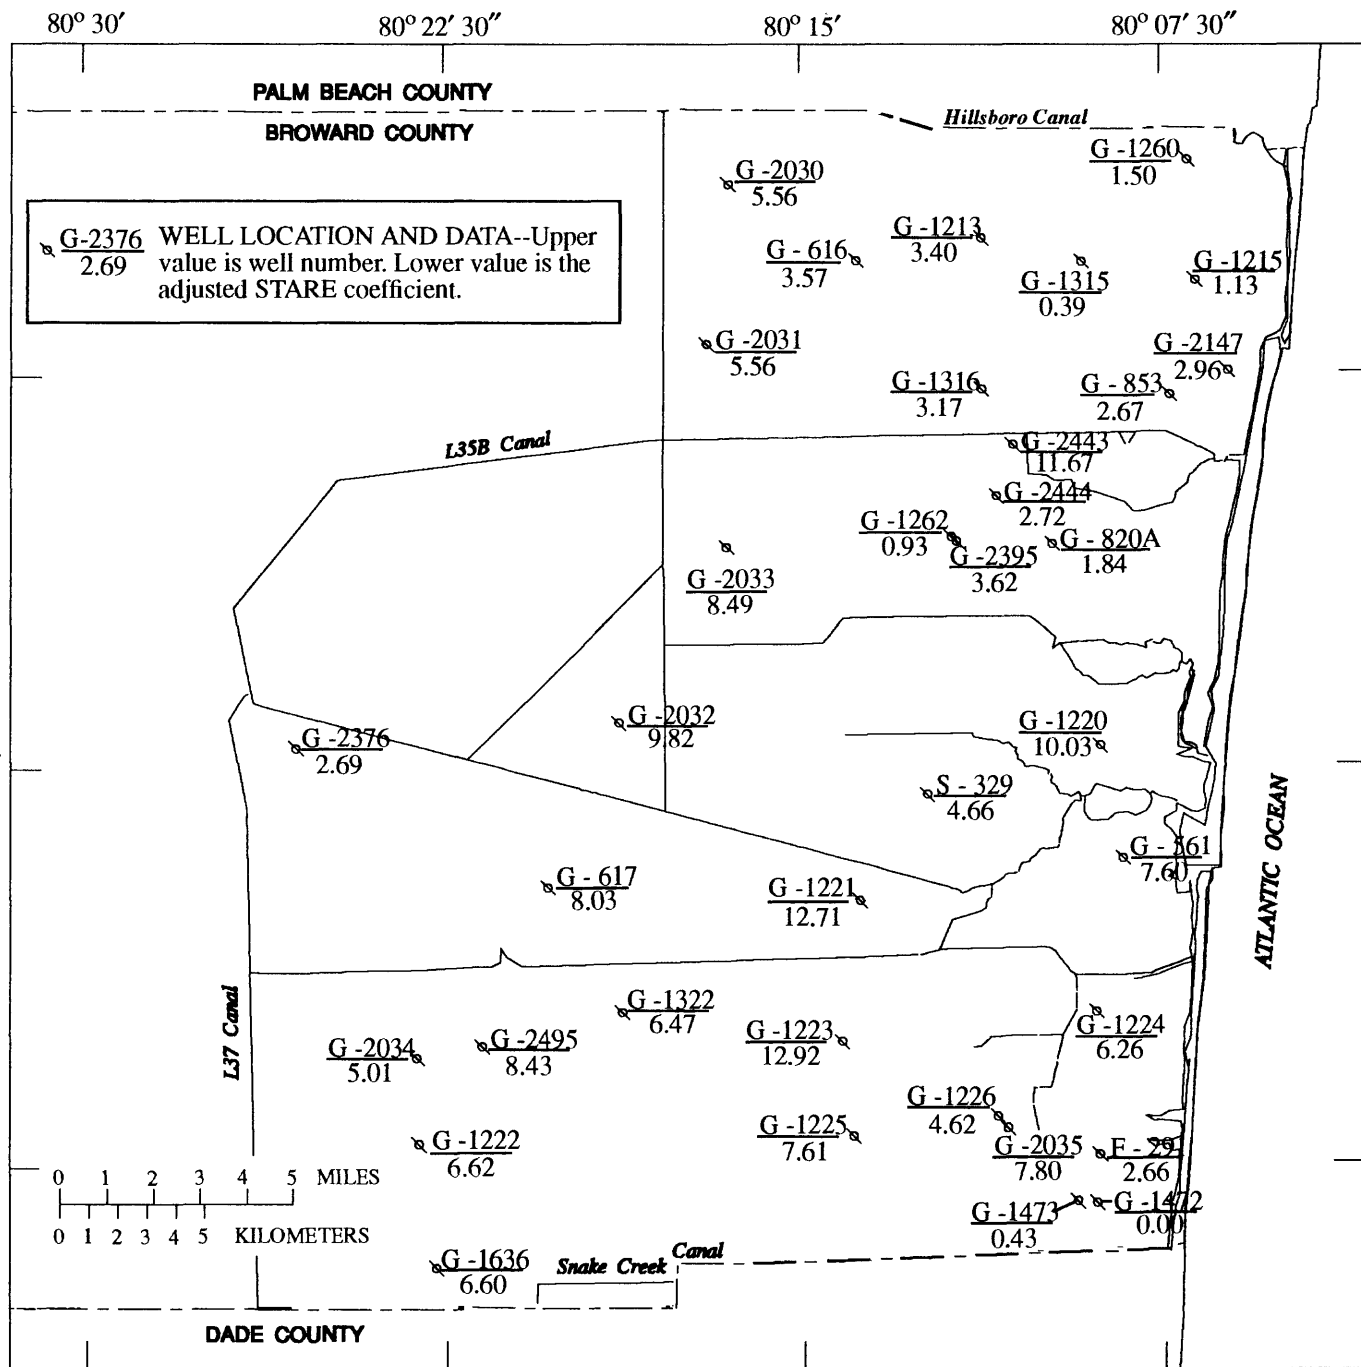 80° 30′ 80° 22′ 30″ 80° 15′ 80° 07′ 30″
PALM BEACH COUNTY
BROWARD COUNTY
Hillsboro Canal
G -1260
1.50
G -2030
5.56
G-2376
2.69
WELL LOCATION AND DATA--Upper
value is well number. Lower value is the
adjusted STARE coefficient.
G -1213
3.40
G - 616
3.57
G -1315
0.39
G -1215
1.13
G -2031
5.56
G -2147
2.96
G -1316
3.17
G - 853
2.67
L35B Canal
G -2443
11.67
G -2444
2.72
G -1262
0.93
G -2395
3.62
G - 820A
1.84
G -2033
8.49
G -2032
9.82
G -1220
10.03
G -2376
2.69
S - 329
4.66
ATLANTIC OCEAN
G - 561
7.60
G - 617
8.03
G -1221
12.71
L37 Canal
G -1322
6.47
G -1223
12.92
G -1224
6.26
G -2034
5.01
G -2495
8.43
G -1226
4.62
G -1222
6.62
G -1225
7.61
G -2035
7.80
F - 29
2.66
0 1 2 3 4 5 MILES
0 1 2 3 4 5 KILOMETERS
G -1473
0.43
G -1472
0.00
G -1636
6.60
Snake Creek Canal
DADE COUNTY